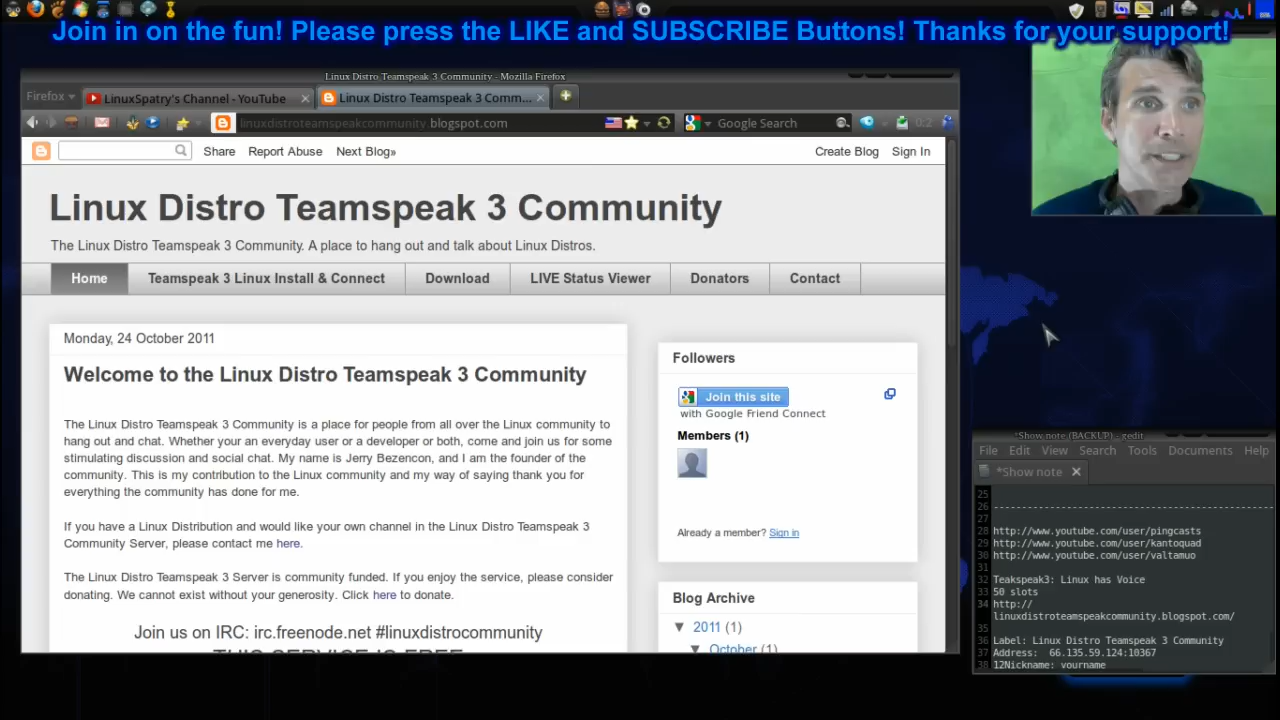 Join in on the fun! Please press the LIKE and SUBSCRIBE Buttons! Thanks for your support!
Linux Distro Teamspeak 3 Community - Mozilla Firefox
Firefox
LinuxSpatry's Channel - YouTube
Linux Distro Teamspeak 3 Comm...
linuxdistroteamspeakcommunity.blogspot.com
Google Search
0:2
Share Report Abuse Next Blog»
Create Blog Sign In
Linux Distro Teamspeak 3 Community
The Linux Distro Teamspeak 3 Community. A place to hang out and talk about Linux Distros.
Home Teamspeak 3 Linux Install & Connect Download LIVE Status Viewer Donators Contact
Monday, 24 October 2011
Welcome to the Linux Distro Teamspeak 3 Community
The Linux Distro Teamspeak 3 Community is a place for people from all over the Linux community to
hang out and chat. Whether your an everyday user or a developer or both, come and join us for some
stimulating discussion and social chat. My name is Jerry Bezencon, and I am the founder of the
community. This is my contribution to the Linux community and my way of saying thank you for
everything the community has done for me.
If you have a Linux Distribution and would like your own channel in the Linux Distro Teamspeak 3
Community Server, please contact me here.
The Linux Distro Teamspeak 3 Server is community funded. If you enjoy the service, please consider
donating. We cannot exist without your generosity. Click here to donate.
Join us on IRC: irc.freenode.net #linuxdistrocommunity
THIS SERVICE IS FREE
Followers
Join this site
with Google Friend Connect
Members (1)
Already a member? Sign in
Blog Archive
▼ 2011 (1)
▼ October (1)
*Show note (BACKUP) - gedit
File Edit View Search Tools Documents Help
*Show note
25
26 --------------------------------------------------
27
28 http://www.youtube.com/user/pingcasts
29 http://www.youtube.com/user/kantoquad
30 http://www.youtube.com/user/valtamuo
31
32 Teakspeak3: Linux has Voice
33 50 slots
34 http://
linuxdistroteamspeakcommunity.blogspot.com/
35
36 Label: Linux Distro Teamspeak 3 Community
37 Address: 66.135.59.124:10367
38 12Nickname: yourname